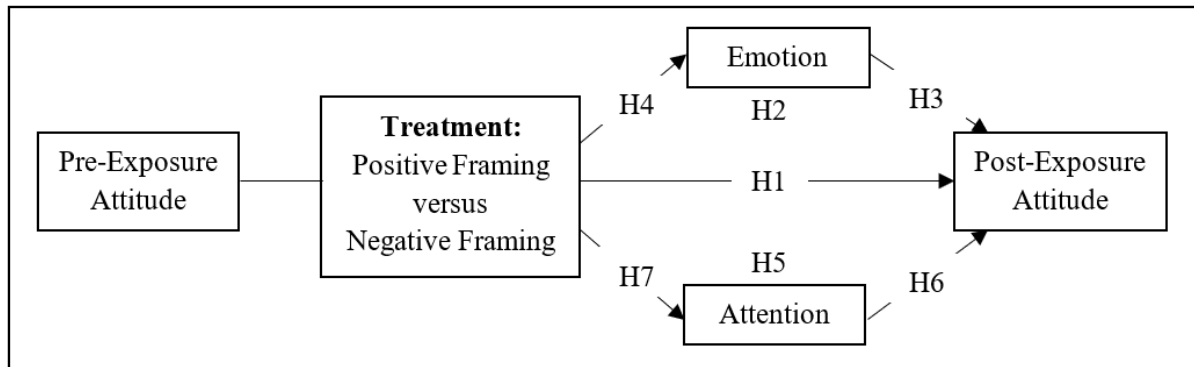 Pre-Exposure
Attitude
Treatment:
Positive Framing
versus
Negative Framing
H4
Emotion
H2
H3
H1
H7
H5
Attention
H6
Post-Exposure
Attitude